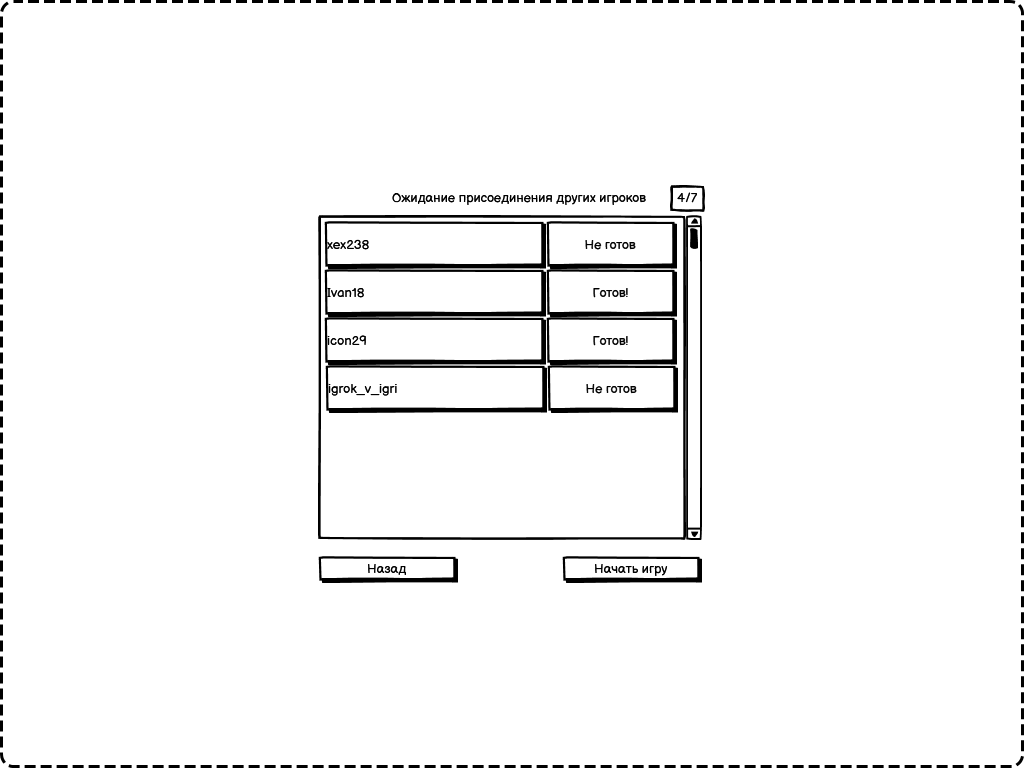 Ожидание присоединения других игроков 4/7
xex238 Не готов
Ivan18 Готов!
icon29 Готов!
igrok_v_igri Не готов
Назад Начать игру